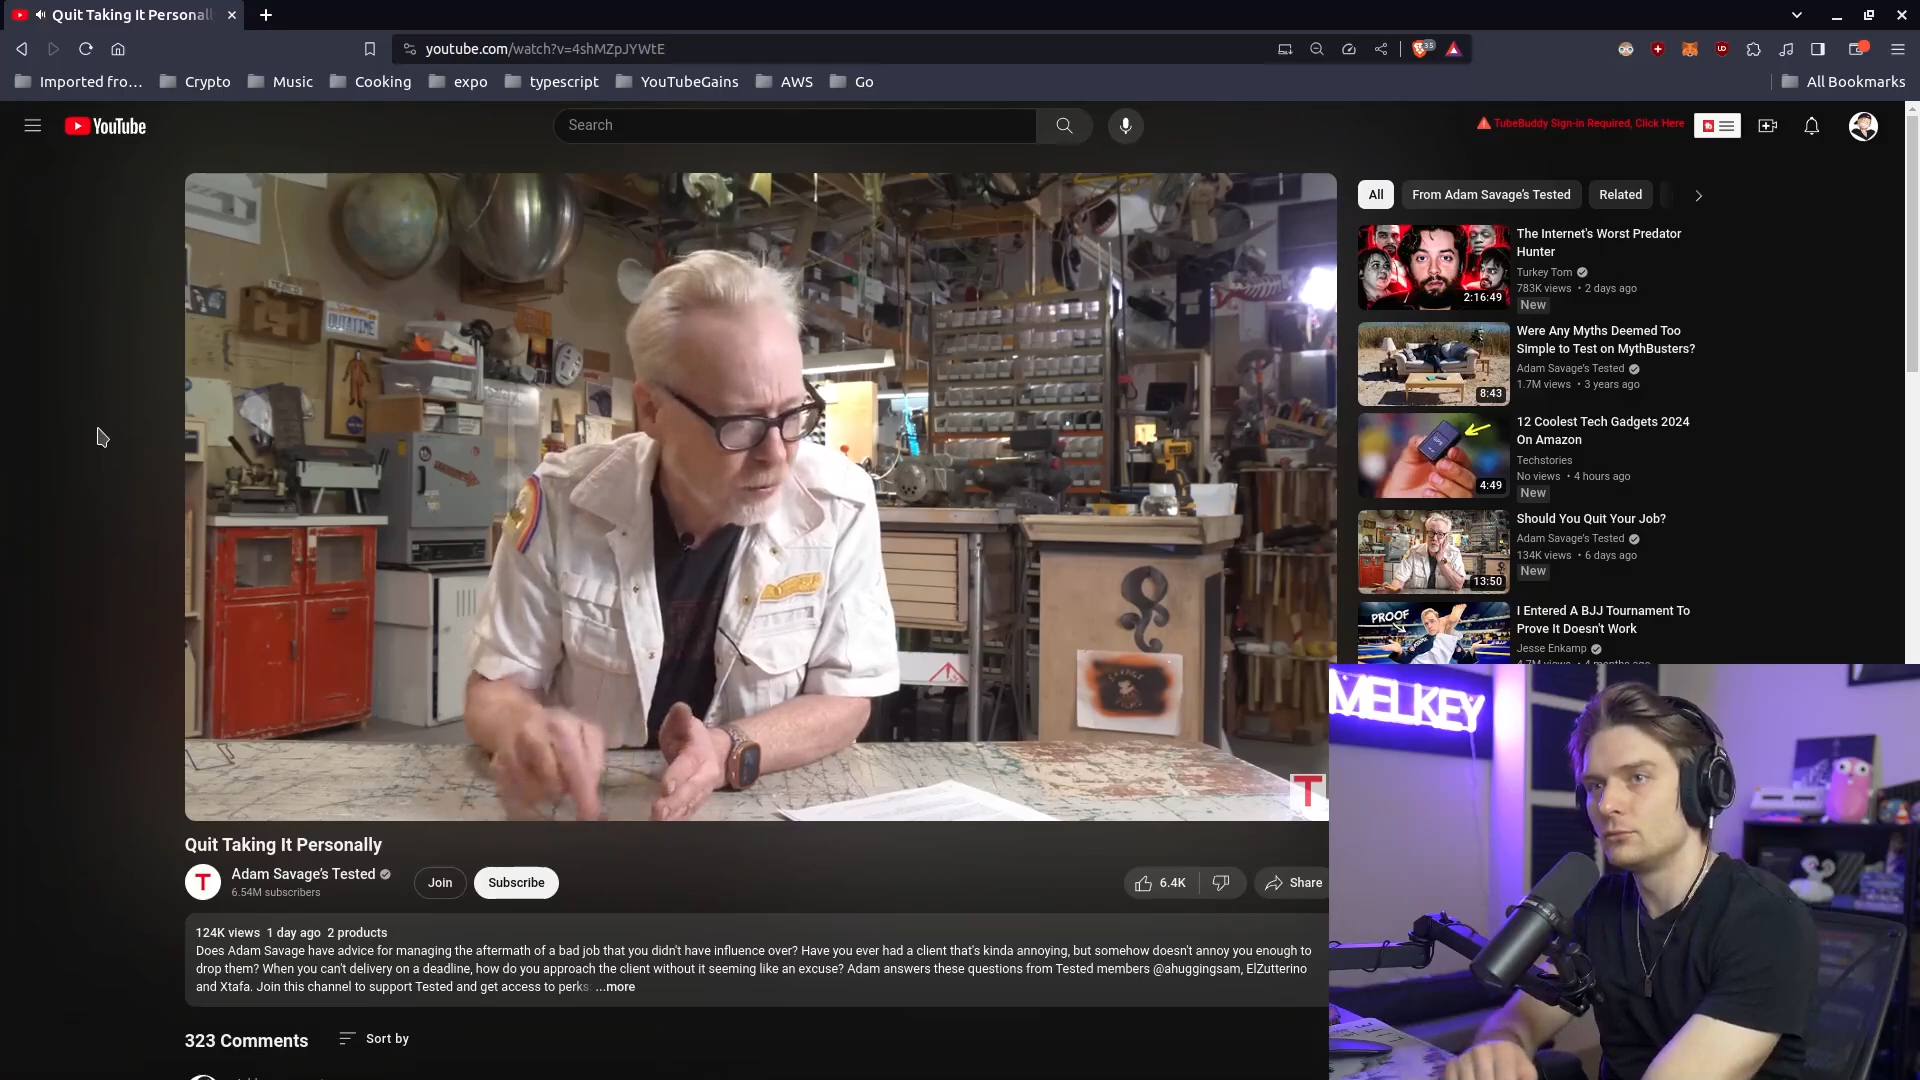 Quit Taking It Personall
youtube.com/watch?v=4shMZpJYWtE
35
Imported fro...
Crypto
Music
Cooking
expo
typescript
YouTubeGains
AWS
Go
All Bookmarks
YouTube
Search
TubeBuddy Sign-in Required, Click Here
OUTATIME
T
MELKEY
Quit Taking It Personally
T
Adam Savage's Tested
6.54M subscribers
Join
Subscribe
6.4K
Share
124K views 1 day ago 2 products
Does Adam Savage have advice for managing the aftermath of a bad job that you didn't have influence over? Have you ever had a client that's kinda annoying, but somehow doesn't annoy you enough to
drop them? When you can't delivery on a deadline, how do you approach the client without it seeming like an excuse? Adam answers these questions from Tested members @ahuggingsam, ElZutterino
and Xtafa. Join this channel to support Tested and get access to perks: ...more
323 Comments
Sort by
All
From Adam Savage's Tested
Related
The Internet's Worst Predator
Hunter
Turkey Tom
783K views • 2 days ago
New
2:16:49
Were Any Myths Deemed Too
Simple to Test on MythBusters?
Adam Savage's Tested
1.7M views • 3 years ago
8:43
12 Coolest Tech Gadgets 2024
On Amazon
Techstories
No views • 4 hours ago
New
4:49
Should You Quit Your Job?
Adam Savage's Tested
134K views • 6 days ago
New
13:50
I Entered A BJJ Tournament To
Prove It Doesn't Work
Jesse Enkamp
4.7M views • 4 months ago
PROOF